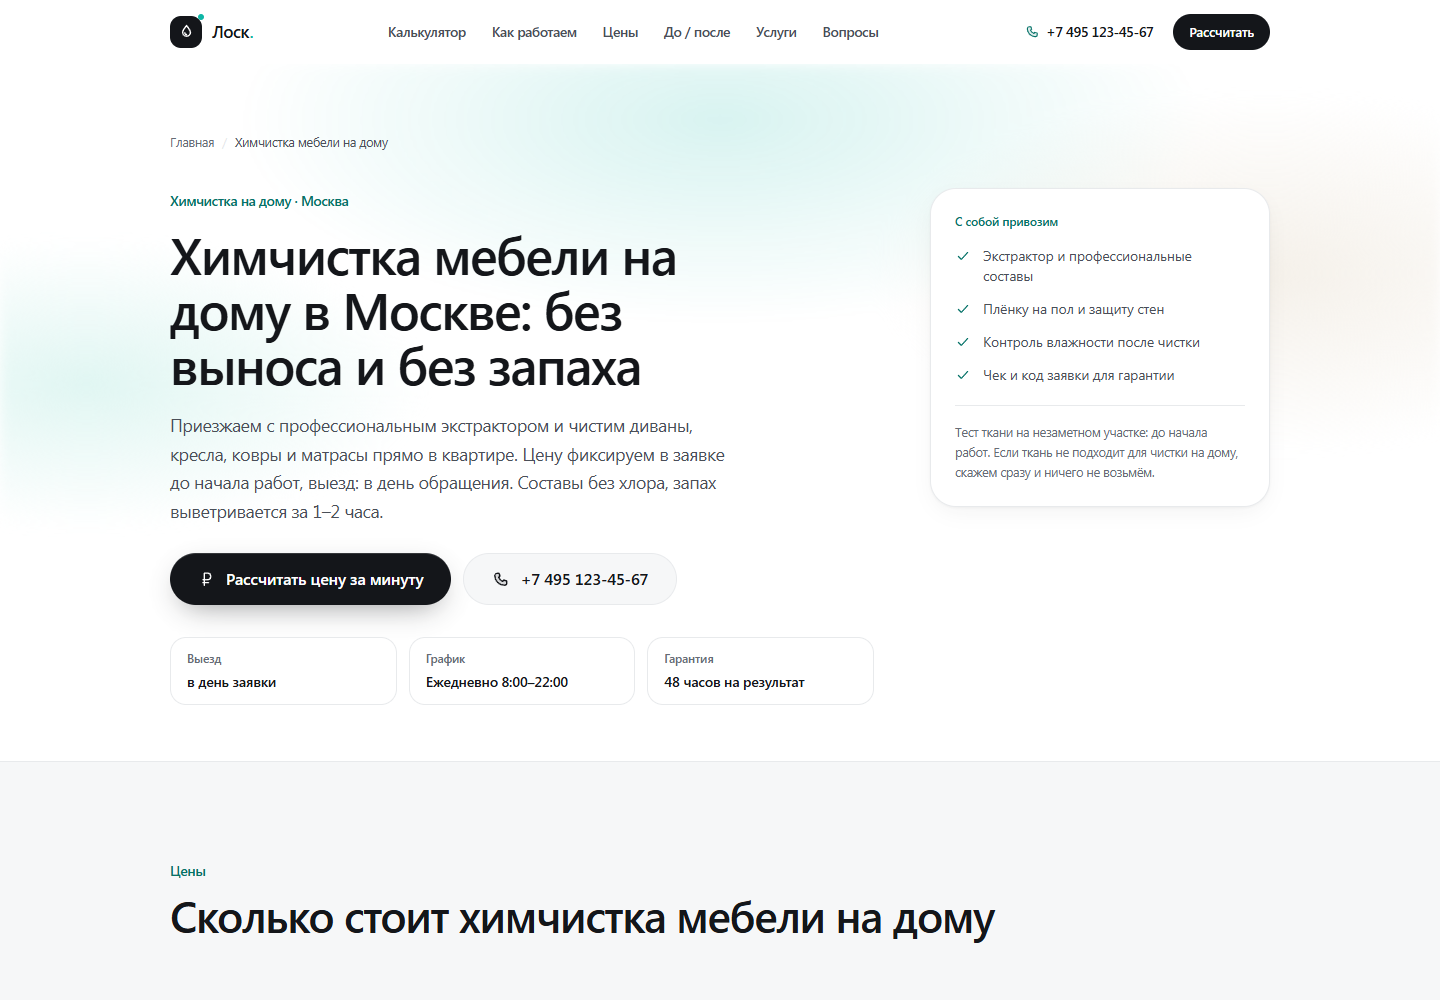 Лоск.
Калькулятор
Как работаем
Цены
До / после
Услуги
Вопросы
+7 495 123-45-67
Рассчитать
Главная / Химчистка мебели на дому
Химчистка на дому · Москва
Химчистка мебели на
дому в Москве: без
выноса и без запаха
Приезжаем с профессиональным экстрактором и чистим диваны,
кресла, ковры и матрасы прямо в квартире. Цену фиксируем в заявке
до начала работ, выезд: в день обращения. Составы без хлора, запах
выветривается за 1–2 часа.
Рассчитать цену за минуту
+7 495 123-45-67
Выезд
в день заявки
График
Ежедневно 8:00–22:00
Гарантия
48 часов на результат
С собой привозим
Экстрактор и профессиональные
составы
Плёнку на пол и защиту стен
Контроль влажности после чистки
Чек и код заявки для гарантии
Тест ткани на незаметном участке: до начала
работ. Если ткань не подходит для чистки на дому,
скажем сразу и ничего не возьмём.
Цены
Сколько стоит химчистка мебели на дому